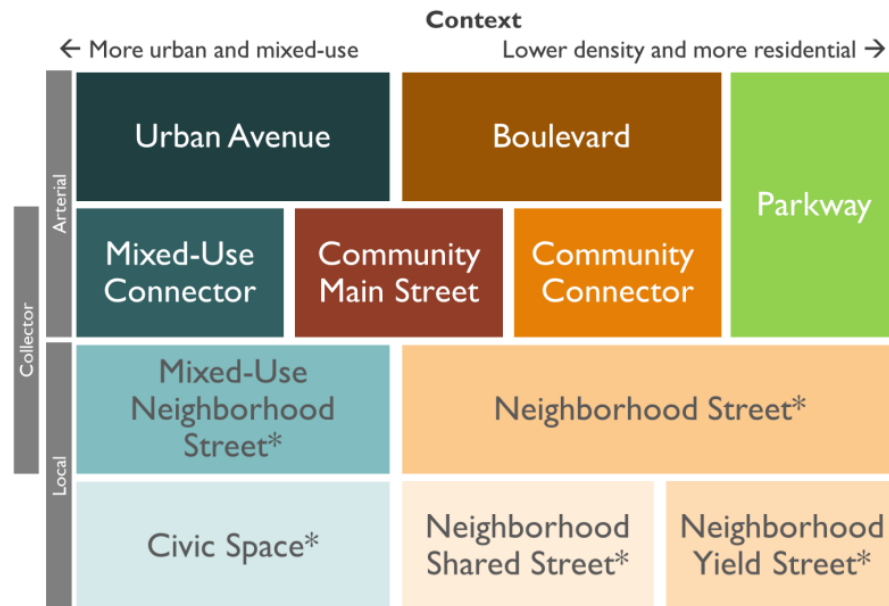 Context
← More urban and mixed-use
Lower density and more residential →
Arterial
Collector
Local
Urban Avenue
Boulevard
Parkway
Mixed-Use
Connector
Community
Main Street
Community
Connector
Mixed-Use
Neighborhood
Street*
Neighborhood Street*
Civic Space*
Neighborhood
Shared Street*
Neighborhood
Yield Street*